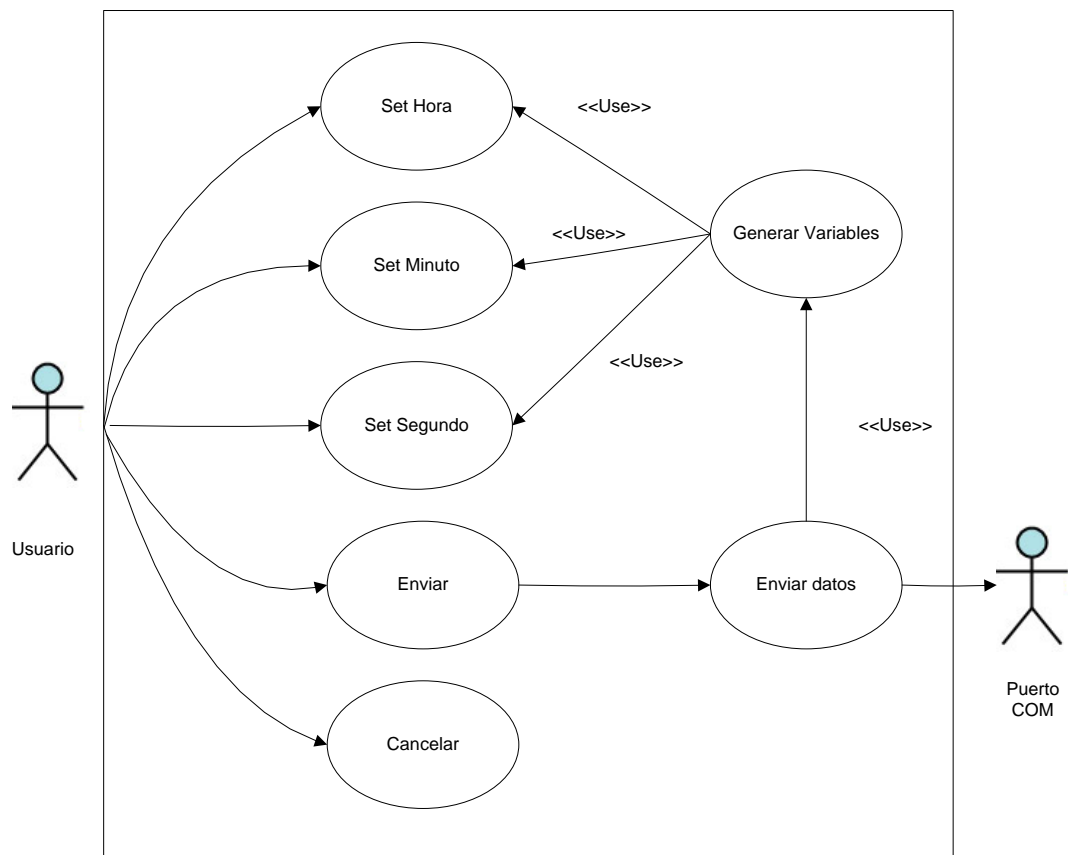 Set Hora
<<Use>>
Generar Variables
<<Use>>
Set Minuto
<<Use>>
Set Segundo
<<Use>>
Usuario
Enviar
Enviar datos
Puerto
COM
Cancelar